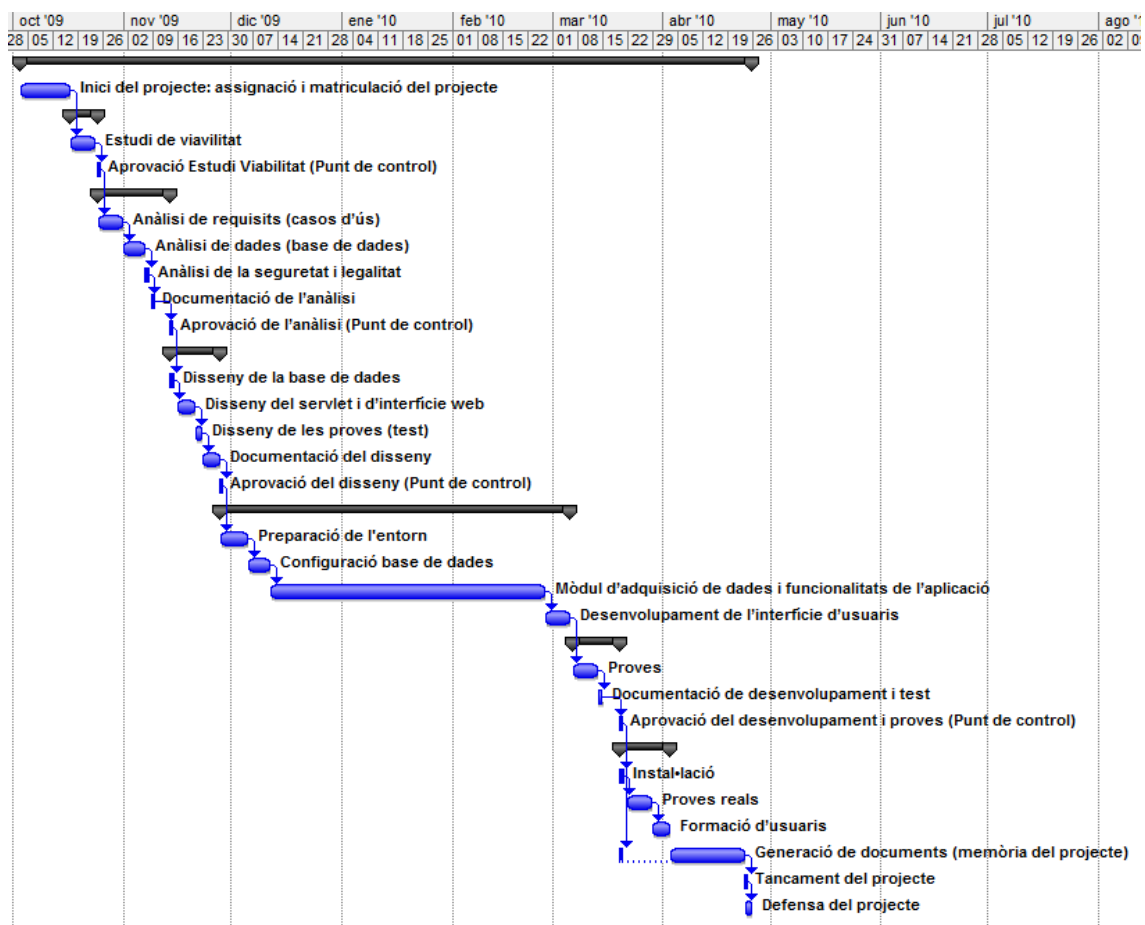 oct '09 nov '09 dic '09 ene '10 feb '10 mar '10 abr '10 may '10 jun '10 jul '10 ago '1
28 05 12 19 26 02 09 16 23 30 07 14 21 28 04 11 18 25 01 08 15 22 01 08 15 22 29 05 12 19 26 03 10 17 24 31 07 14 21 28 05 12 19 26 02 09
Inici del projecte: assignació i matriculació del projecte
Estudi de viavilitat
Aprovació Estudi Viabilitat (Punt de control)
Anàlisi de requisits (casos d'ús)
Anàlisi de dades (base de dades)
Anàlisi de la seguretat i legalitat
Documentació de l'anàlisi
Aprovació de l'anàlisi (Punt de control)
Disseny de la base de dades
Disseny del servlet i d'interfície web
Disseny de les proves (test)
Documentació del disseny
Aprovació del disseny (Punt de control)
Preparació de l'entorn
Configuració base de dades
Mòdul d'adquisició de dades i funcionalitats de l'aplicació
Desenvolupament de l'interfície d'usuaris
Proves
Documentació de desenvolupament i test
Aprovació del desenvolupament i proves (Punt de control)
Instal•lació
Proves reals
Formació d'usuaris
Generació de documents (memòria del projecte)
Tancament del projecte
Defensa del projecte